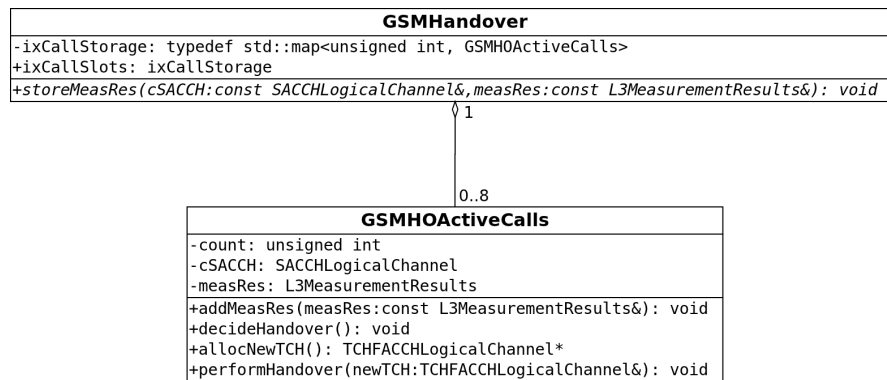 GSMHandover
-ixCallStorage: typedef std::map<unsigned int, GSMHOActiveCalls>
+ixCallSlots: ixCallStorage
+storeMeasRes(cSACCH:const SACCHLogicalChannel&,measRes:const L3MeasurementResults&): void
1
0..8
GSMHOActiveCalls
-count: unsigned int
-cSACCH: SACCHLogicalChannel
-measRes: L3MeasurementResults
+addMeasRes(measRes:const L3MeasurementResults&): void
+decideHandover(): void
+allocNewTCH(): TCHFACCHLogicalChannel*
+performHandover(newTCH:TCHFACCHLogicalChannel&): void